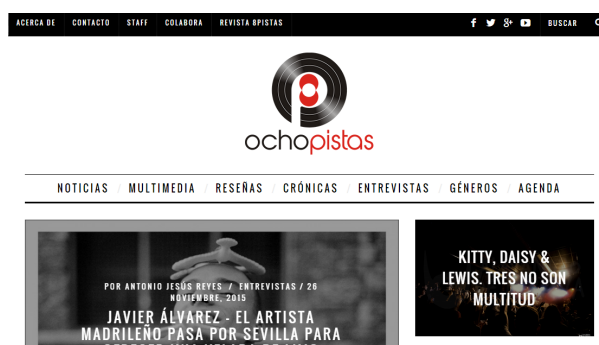 ACERCA DE CONTACTO STAFF COLABORA REVISTA 8PISTAS BUSCAR
ochopistas
NOTICIAS / MULTIMEDIA / RESEÑAS / CRÓNICAS / ENTREVISTAS / GÉNEROS / AGENDA
POR ANTONIO JESÚS REYES / ENTREVISTAS / 26
NOVIEMBRE, 2015
JAVIER ÁLVAREZ - EL ARTISTA
MADRILEÑO PASA POR SEVILLA PARA
KITTY, DAISY &
LEWIS. TRES NO SON
MULTITUD